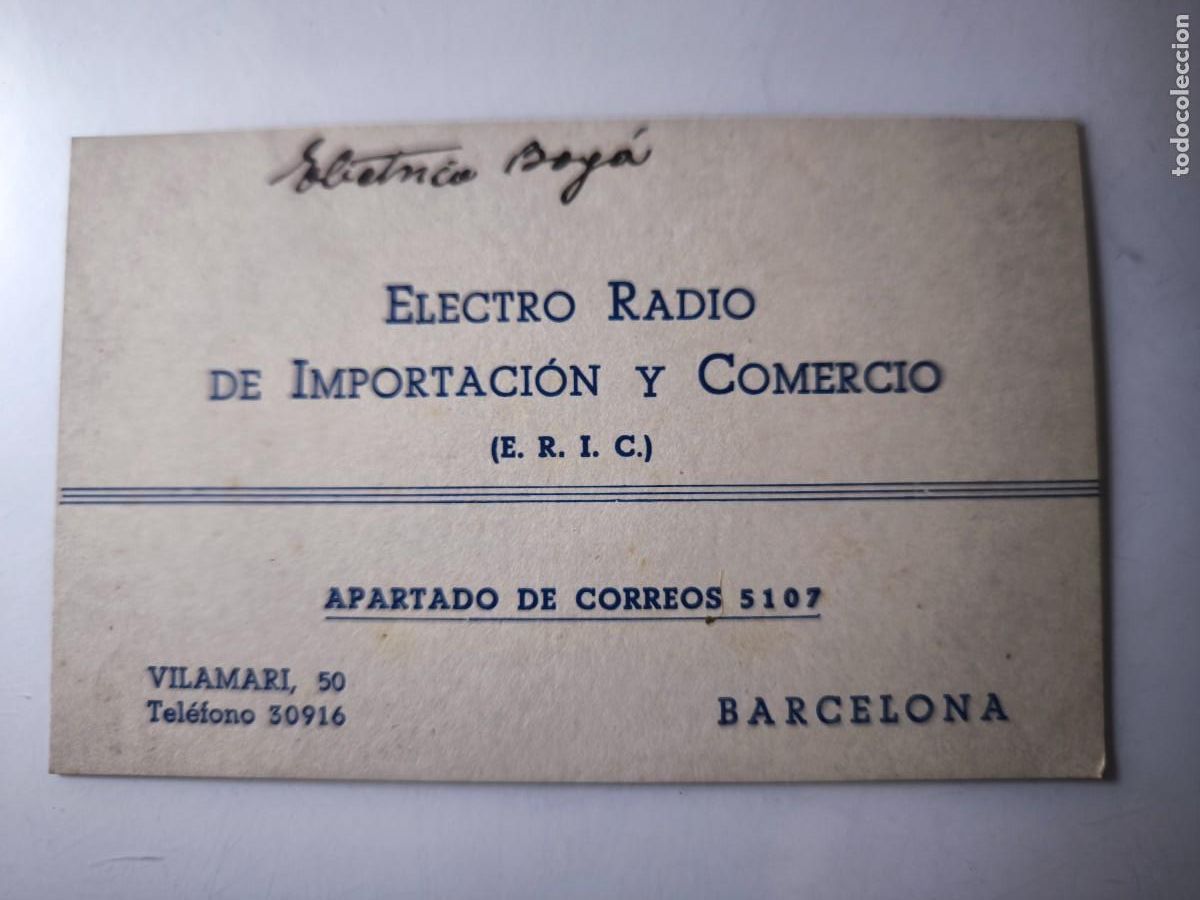 Electrica Boyá
ELECTRO RADIO
DE IMPORTACIÓN Y COMERCIO
(E. R. I. C.)
APARTADO DE CORREOS 5107
VILAMARI, 50
Teléfono 30916
BARCELONA
todocoleccion